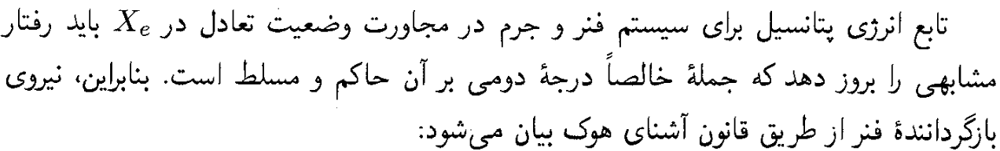 تابع انرژی پتانسیل برای سیستم فنر و جرم در مجاورت وضعیت تعادل در Xe باید رفتار
مشابهی را بروز دهد که جملهٔ خالصاً درجهٔ دومی بر آن حاکم و مسلط است. بنابراین، نیروی
بازگردانندهٔ فنر از طریق قانون آشنای هوک بیان می‌شود: